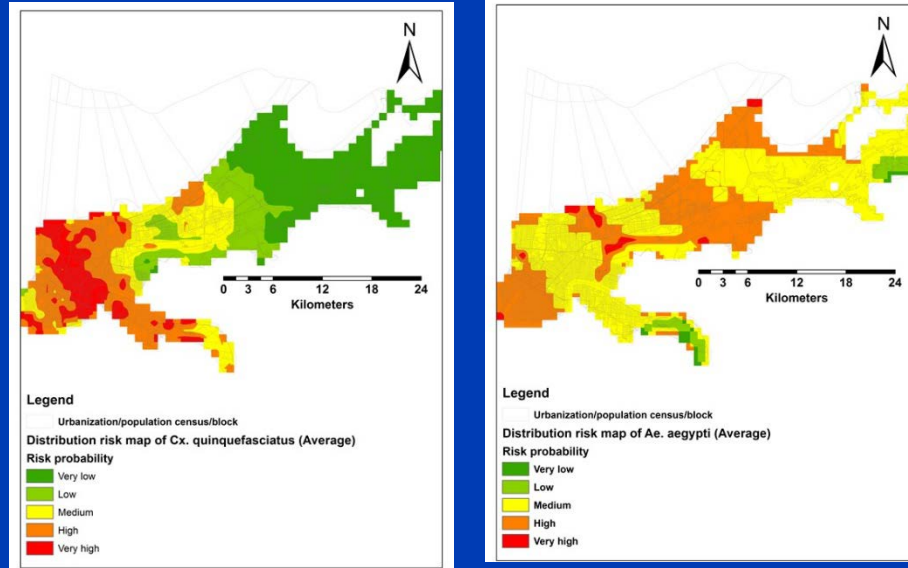 N
0 3 6 12 18 24
Kilometers
Legend
Urbanization/population census/block
Distribution risk map of Cx. quinquefasciatus (Average)
Risk probability
Very low
Low
Medium
High
Very high
N
0 3 6 12 18 24
Kilometers
Legend
Urbanization/population census/block
Distribution risk map of Ae. aegypti (Average)
Risk probability
Very low
Low
Medium
High
Very high